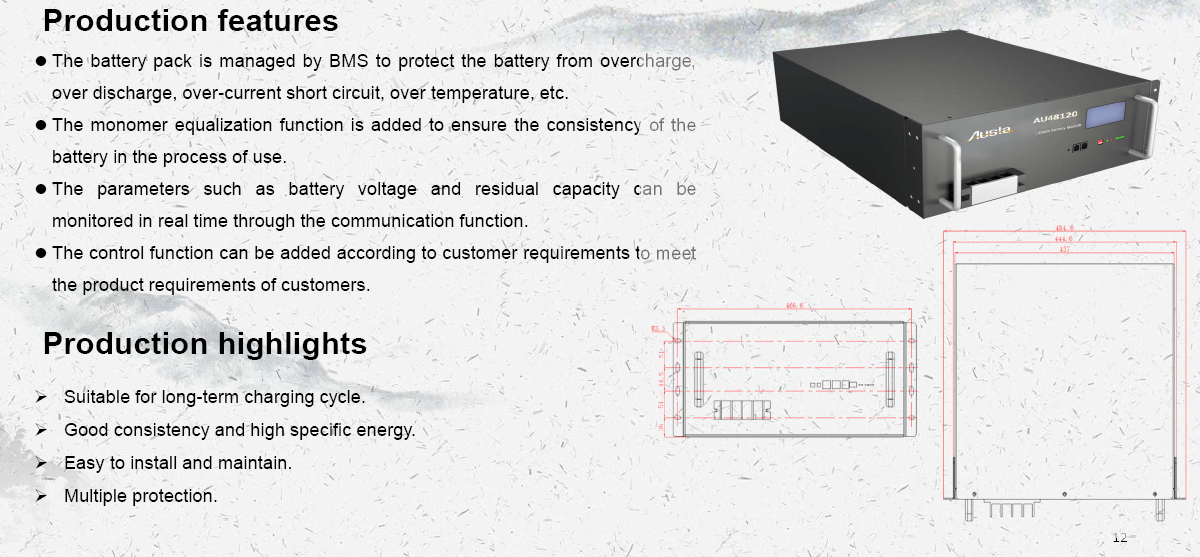 Production features
● The battery pack is managed by BMS to protect the battery from overcharge,
over discharge, over-current short circuit, over temperature, etc.
● The monomer equalization function is added to ensure the consistency of the
battery in the process of use.
● The parameters such as battery voltage and residual capacity can be
monitored in real time through the communication function.
● The control function can be added according to customer requirements to meet
the product requirements of customers.
AU48120
Lithium Battery Module
484.6
444.6
437
466.6
Production highlights
➢ Suitable for long-term charging cycle.
➢ Good consistency and high specific energy.
➢ Easy to install and maintain.
➢ Multiple protection.
12